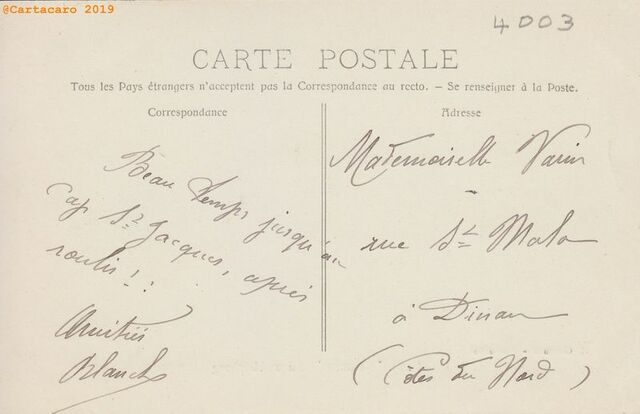 @Cartacaro 2019
4003
CARTE POSTALE
Tous les Pays étrangers n'acceptent pas la Correspondance au recto. – Se renseigner à la Poste.
Correspondance
Beau temps jusqu'au
Cap St Jacques, après
roulis!!
Amitiés
Blanche
Adresse
Mademoiselle Varin
rue St Malo
à Dinan
(Côtes du Nord)